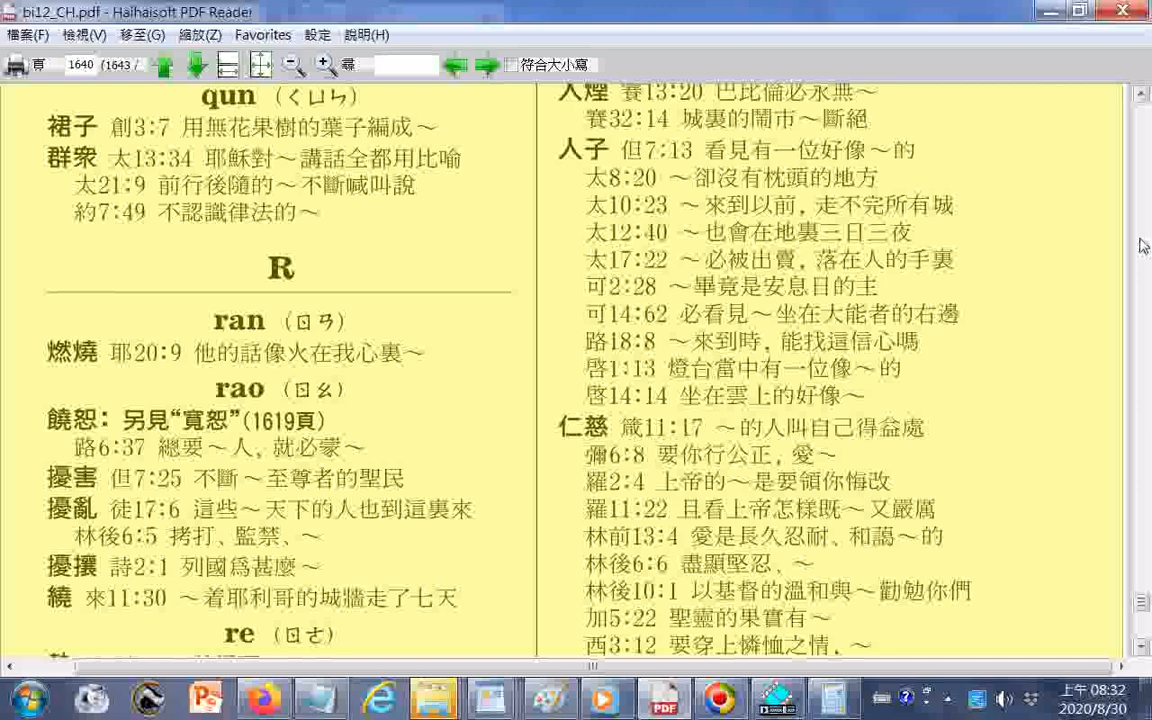 bi12_CH.pdf - Haihaisoft PDF Reader
檔案(F) 檢視(V) 移至(G) 縮放(Z) Favorites 設定 說明(H)
頁 1640 (1643 / 尋 符合大小寫
qun (ㄑㄩㄣ)
裙子 創3:7 用無花果樹的葉子編成～
群衆 太13:34 耶穌對～講話全都用比喻
太21:9 前行後隨的～不斷喊叫說
約7:49 不認識律法的～
R
ran (ㄖㄢ)
燃燒 耶20:9 他的話像火在我心裏～
rao (ㄖㄠ)
饒恕：另見“寬恕”(1619頁)
路6:37 總要～人, 就必蒙～
擾害 但7:25 不斷～至尊者的聖民
擾亂 徒17:6 這些～天下的人也到這裏來
林後6:5 拷打、監禁、～
擾攘 詩2:1 列國爲甚麼～
繞 來11:30 ～着耶利哥的城牆走了七天
re (ㄖㄜ)
人煙 賽13:20 巴比倫必永無～
賽32:14 城裏的鬧市～斷絕
人子 但7:13 看見有一位好像～的
太8:20 ～卻沒有枕頭的地方
太10:23 ～來到以前, 走不完所有城
太12:40 ～也會在地裏三日三夜
太17:22 ～必被出賣, 落在人的手裏
可2:28 ～畢竟是安息日的主
可14:62 必看見～坐在大能者的右邊
路18:8 ～來到時, 能找這信心嗎
啓1:13 燈台當中有一位像～的
啓14:14 坐在雲上的好像～
仁慈 箴11:17 ～的人叫自己得益處
彌6:8 要你行公正, 愛～
羅2:4 上帝的～是要領你悔改
羅11:22 且看上帝怎樣既～又嚴厲
林前13:4 愛是長久忍耐、和藹～的
林後6:6 盡顯堅忍、～
林後10:1 以基督的溫和與～勸勉你們
加5:22 聖靈的果實有～
西3:12 要穿上憐恤之情、～
上午 08:32
2020/8/30